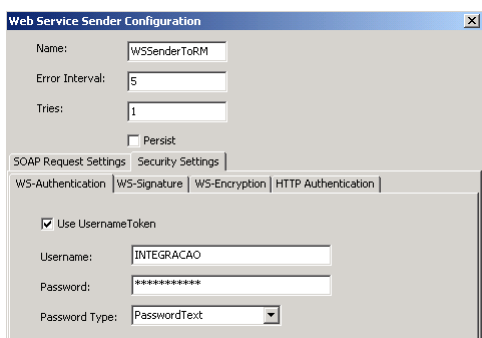 Web Service Sender Configuration
Name: WSSenderToRM
Error Interval: 5
Tries: 1
Persist
SOAP Request Settings Security Settings
WS-Authentication WS-Signature WS-Encryption HTTP Authentication
Use UsernameToken
Username: INTEGRACAO
Password: ***********
Password Type: PasswordText